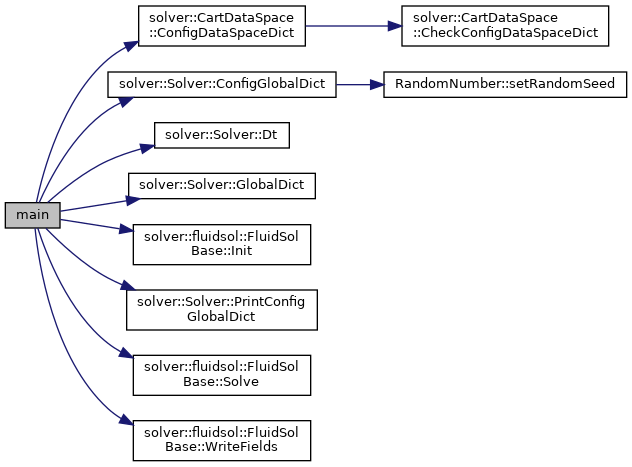 main
solver::CartDataSpace
::ConfigDataSpaceDict
solver::CartDataSpace
::CheckConfigDataSpaceDict
solver::Solver::ConfigGlobalDict
RandomNumber::setRandomSeed
solver::Solver::Dt
solver::Solver::GlobalDict
solver::fluidsol::FluidSol
Base::Init
solver::Solver::PrintConfig
GlobalDict
solver::fluidsol::FluidSol
Base::Solve
solver::fluidsol::FluidSol
Base::WriteFields